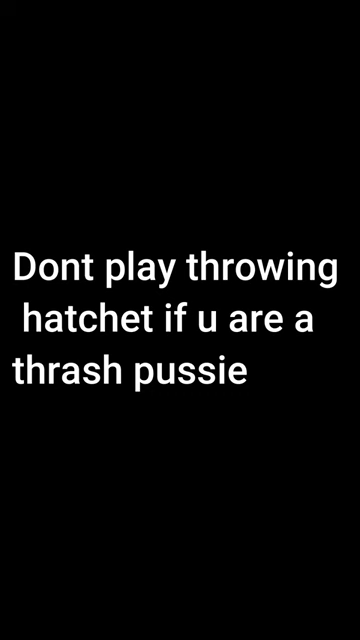 Dont play throwing
hatchet if u are a
thrash pussie